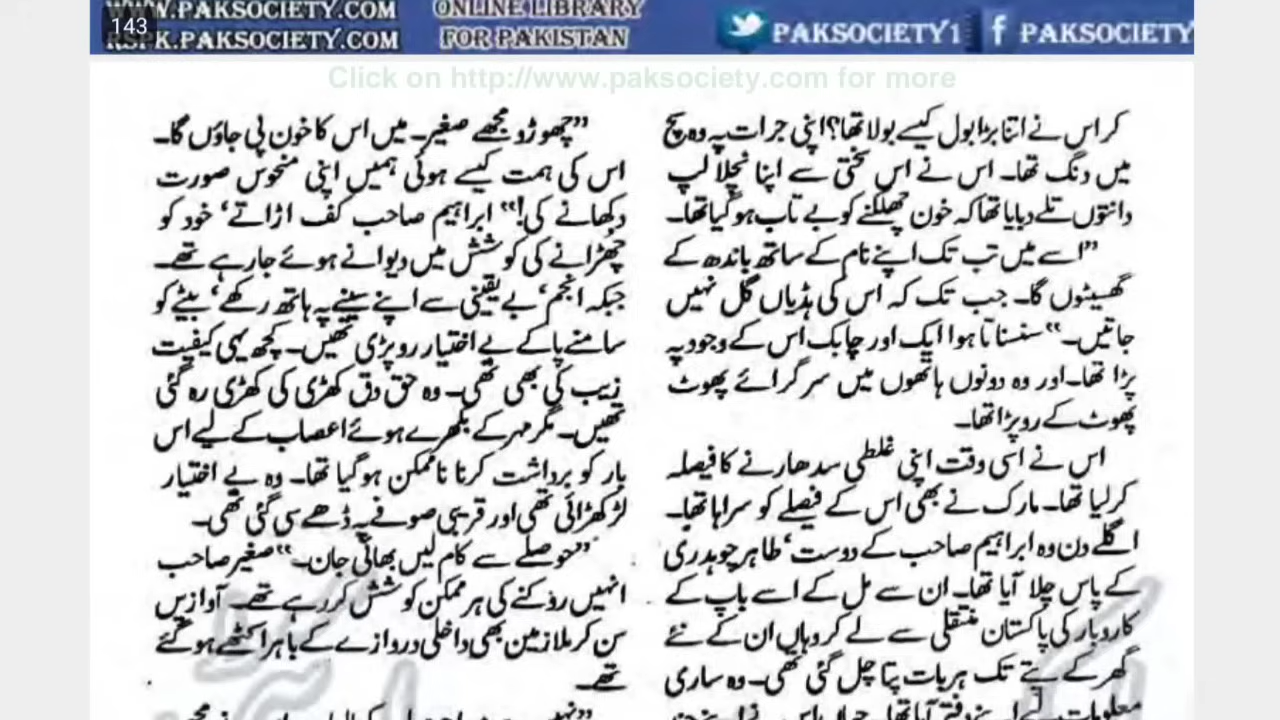 WWW.PAKSOCIETY.COM
143
RSPK.PAKSOCIETY.COM
ONLINE LIBRARY
FOR PAKISTAN
PAKSOCIETY1
PAKSOCIETY
Click on http://www.paksociety.com for more
کر اس نے اتنا بڑا بول کیسے بولا تھا؟ اپنی جرات پہ وہ سچ
میں دنگ تھا۔ اس نے اس سختی سے اپنا نچلا لب
دانتوں تلے دبایا تھا کہ خون چھلکنے کو بے تاب ہو گیا تھا۔
”اسے میں تب تک اپنے نام کے ساتھ باندھ کے
گھسیٹوں گا۔ جب تک کہ اس کی ہڈیاں گل نہیں
جاتیں۔“ سنسناتا ہوا ایک اور چابک اس کے وجود پہ
پڑا تھا۔ اور وہ دونوں ہاتھوں میں سر گرائے پھوٹ
پھوٹ کے رو پڑا تھا۔
اس نے اسی وقت اپنی غلطی سدھارنے کا فیصلہ
کر لیا تھا۔ مارک نے بھی اس کے فیصلے کو سراہا تھا۔
اگلے دن وہ ابراہیم صاحب کے دوست‘ طاہر چوہدری
کے پاس چلا آیا تھا۔ ان سے مل کے اسے باپ کے
کاروبار کی پاکستان منتقلی سے لے کر وہاں ان کے نئے
گھر کے پتے تک ہر بات پتا چل گئی تھی۔ وہ ساری
”چھوڑو مجھے صغیر۔ میں اس کا خون پی جاؤں گا۔
اس کی ہمت کیسے ہوئی ہمیں اپنی منحوس صورت
دکھانے کی!“ ابراہیم صاحب کف اڑاتے‘ خود کو
چھڑانے کی کوشش میں دیوانے ہوئے جا رہے تھے۔
جبکہ انجم‘ بے یقینی سے اپنے سینے پہ ہاتھ رکھے‘ بیٹے کو
سامنے پا کے بے اختیار رو پڑی تھیں۔ کچھ یہی کیفیت
زیب کی بھی تھی۔ وہ حق دق کھڑی کی کھڑی رہ گئی
تھیں۔ مگر مہر کے بکھرے ہوئے اعصاب کے لیے اس
بار کو برداشت کرنا ناممکن ہو گیا تھا۔ وہ بے اختیار
لڑکھڑائی تھی اور قریبی صوفے پہ ڈھے سی گئی تھی۔
”حوصلے سے کام لیں بھائی جان۔“ صغیر صاحب
انہیں روکنے کی ہر ممکن کوشش کر رہے تھے۔ آوازیں
سن کر ملازمین بھی داخلی دروازے کے باہر اکٹھے ہو گئے
تھے۔